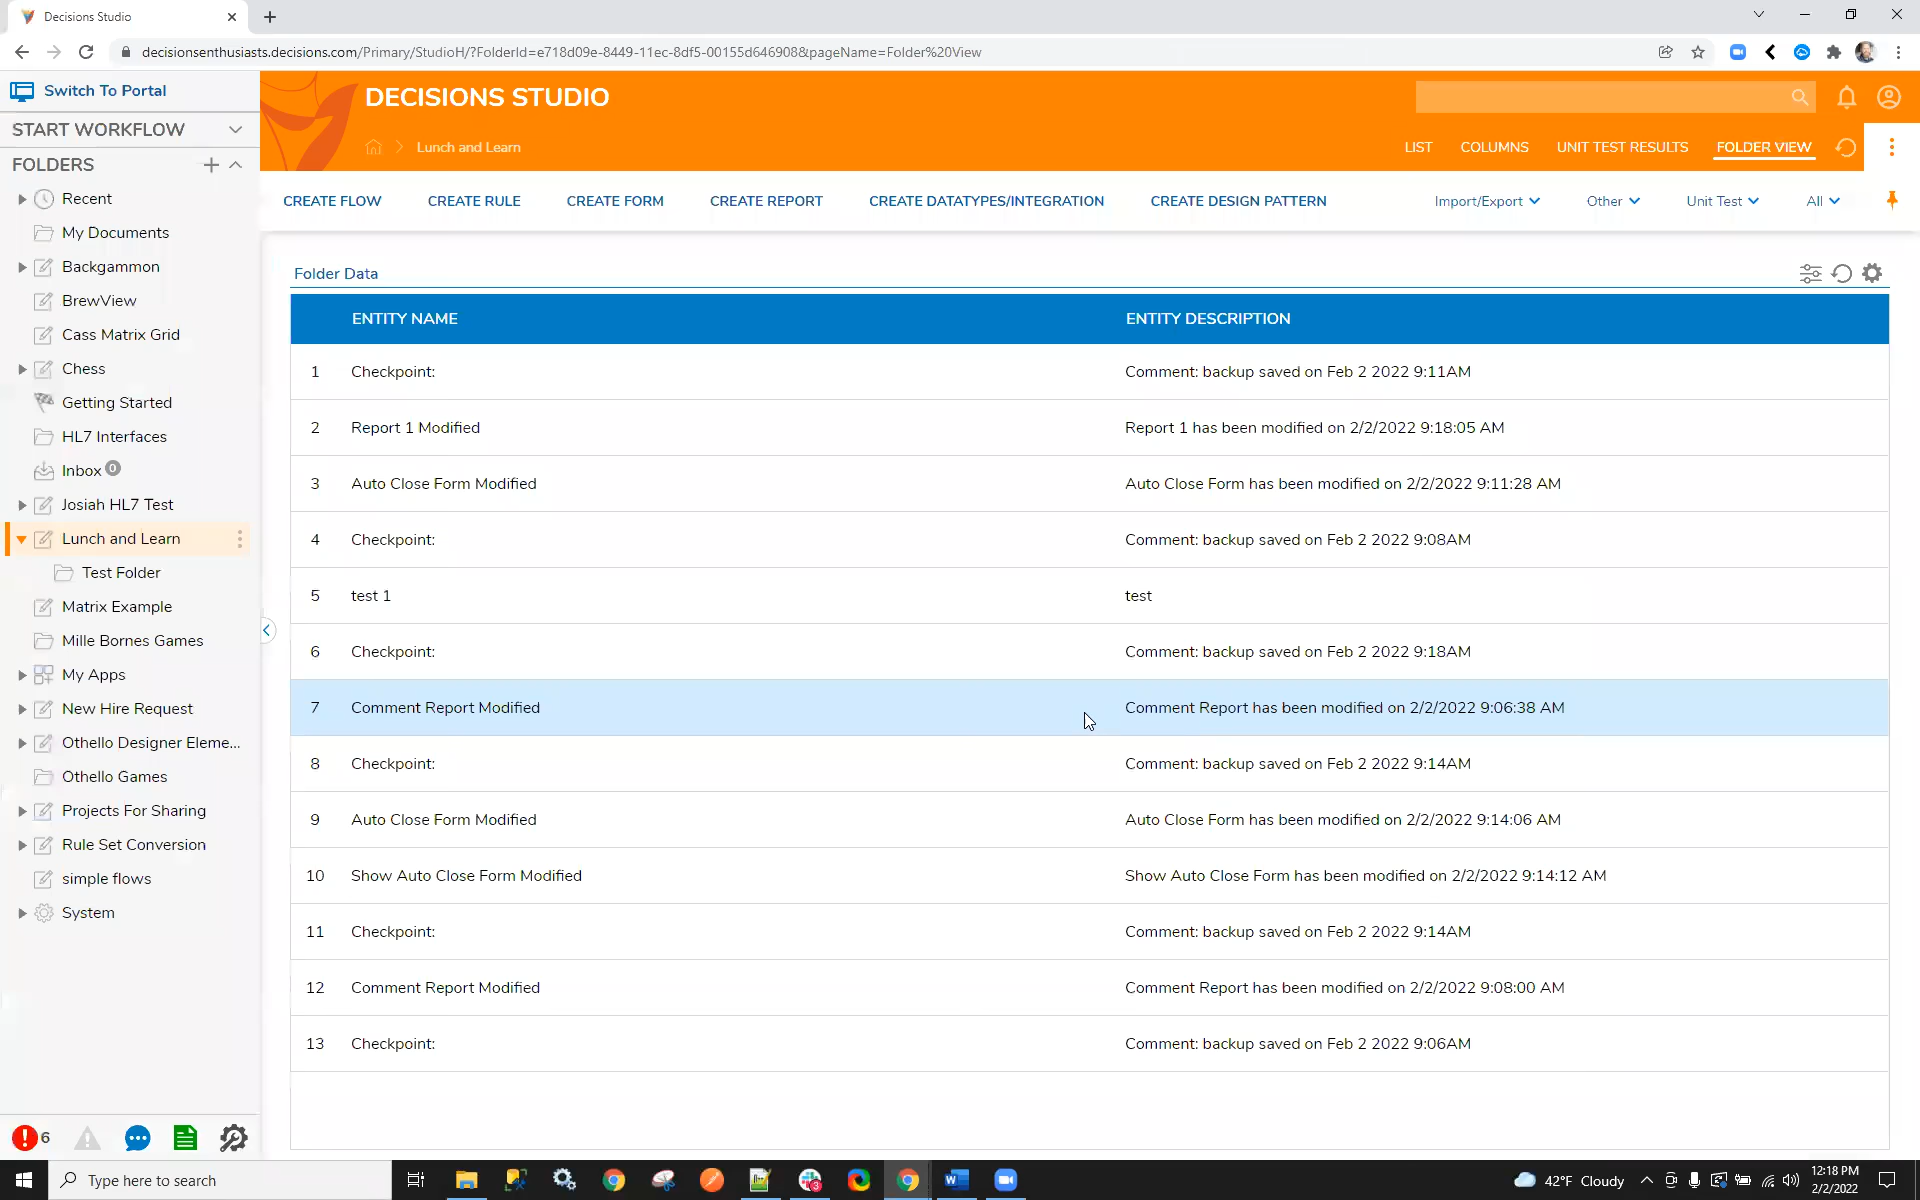 Decisions Studio
decisionsenthusiasts.decisions.com/Primary/StudioH/?FolderId=e718d09e-8449-11ec-8df5-00155d646908&pageName=Folder%20View
Switch To Portal
DECISIONS STUDIO
START WORKFLOW
Lunch and Learn
LIST COLUMNS UNIT TEST RESULTS FOLDER VIEW
FOLDERS
CREATE FLOW CREATE RULE CREATE FORM CREATE REPORT CREATE DATATYPES/INTEGRATION CREATE DESIGN PATTERN Import/Export Other Unit Test All
Recent
My Documents
Backgammon
BrewView
Cass Matrix Grid
Chess
Getting Started
HL7 Interfaces
Inbox 0
Josiah HL7 Test
Lunch and Learn
Test Folder
Matrix Example
Mille Bornes Games
My Apps
New Hire Request
Othello Designer Eleme...
Othello Games
Projects For Sharing
Rule Set Conversion
simple flows
System
6
Folder Data
ENTITY NAME ENTITY DESCRIPTION
1 Checkpoint: Comment: backup saved on Feb 2 2022 9:11AM
2 Report 1 Modified Report 1 has been modified on 2/2/2022 9:18:05 AM
3 Auto Close Form Modified Auto Close Form has been modified on 2/2/2022 9:11:28 AM
4 Checkpoint: Comment: backup saved on Feb 2 2022 9:08AM
5 test 1 test
6 Checkpoint: Comment: backup saved on Feb 2 2022 9:18AM
7 Comment Report Modified Comment Report has been modified on 2/2/2022 9:06:38 AM
8 Checkpoint: Comment: backup saved on Feb 2 2022 9:14AM
9 Auto Close Form Modified Auto Close Form has been modified on 2/2/2022 9:14:06 AM
10 Show Auto Close Form Modified Show Auto Close Form has been modified on 2/2/2022 9:14:12 AM
11 Checkpoint: Comment: backup saved on Feb 2 2022 9:14AM
12 Comment Report Modified Comment Report has been modified on 2/2/2022 9:08:00 AM
13 Checkpoint: Comment: backup saved on Feb 2 2022 9:06AM
Type here to search
3
42°F Cloudy
12:18 PM
2/2/2022